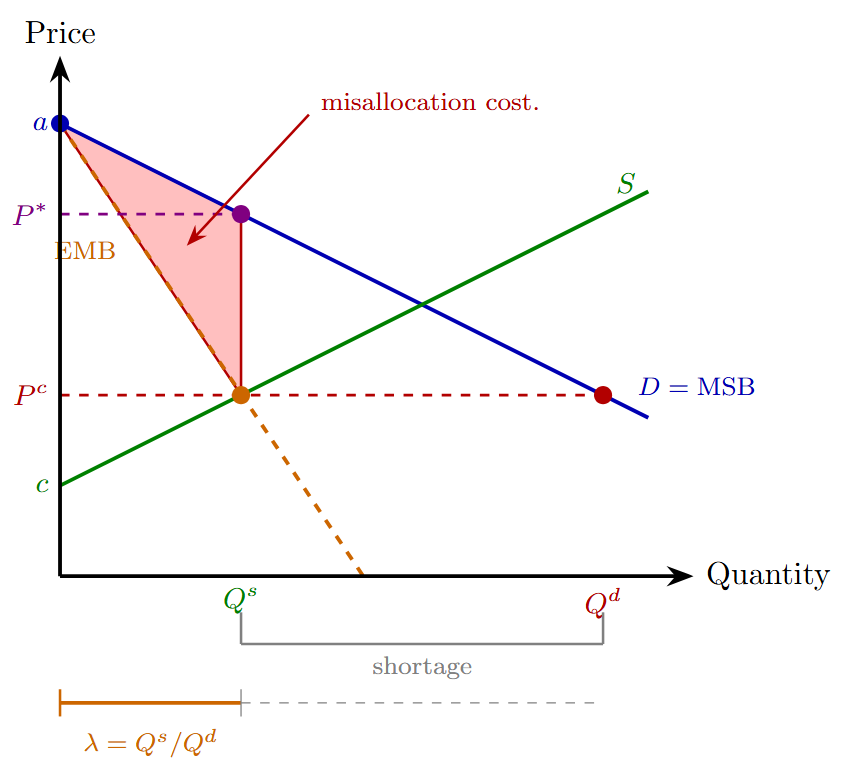 Price
misallocation cost.
a
S
P*
EMB
P^c
D = MSB
c
Quantity
Q^s
Q^d
shortage
λ = Q^s/Q^d